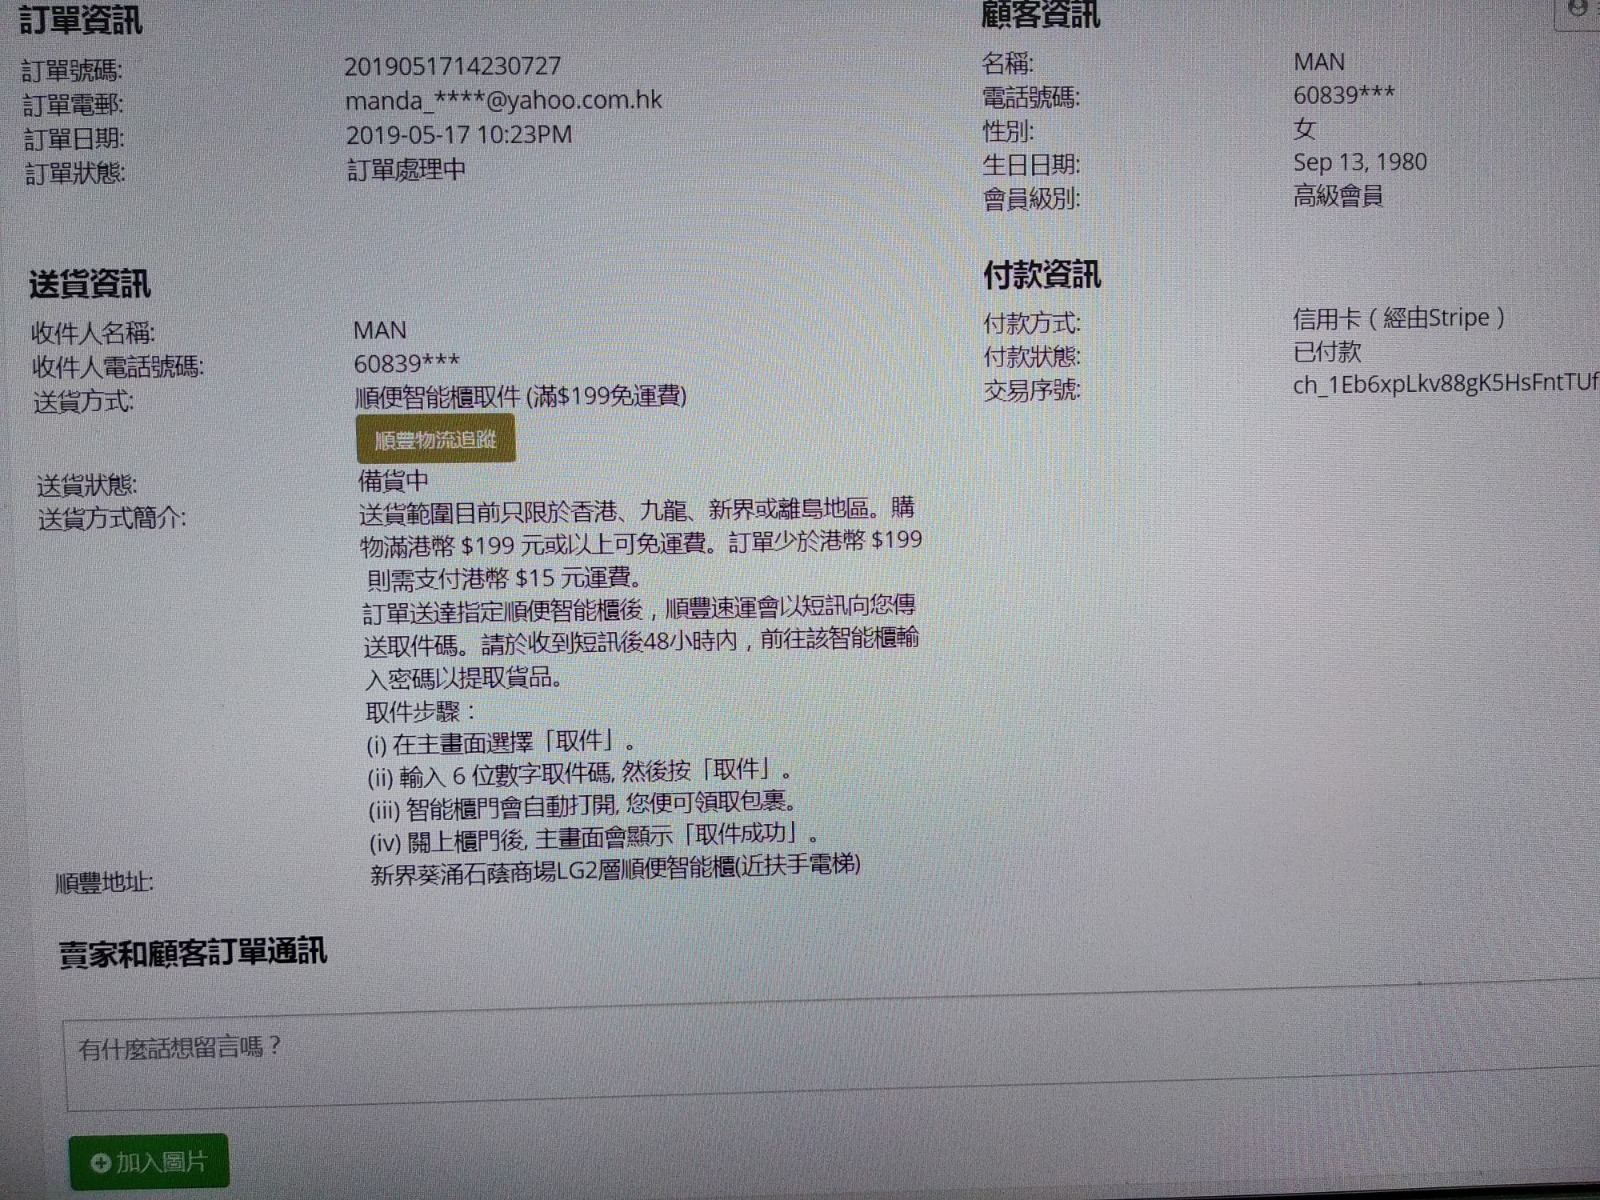 訂單資訊
訂單號碼: 2019051714230727
訂單電郵: manda_****@yahoo.com.hk
訂單日期: 2019-05-17 10:23PM
訂單狀態: 訂單處理中
顧客資訊
名稱: MAN
電話號碼: 60839***
性別: 女
生日日期: Sep 13, 1980
會員級別: 高級會員
送貨資訊
收件人名稱: MAN
收件人電話號碼: 60839***
送貨方式: 順便智能櫃取件 (滿$199免運費)
順豐物流追蹤
送貨狀態: 備貨中
送貨方式簡介: 送貨範圍目前只限於香港、九龍、新界或離島地區。購
物滿港幣 $199 元或以上可免運費。訂單少於港幣 $199
則需支付港幣 $15 元運費。
訂單送達指定順便智能櫃後，順豐速運會以短訊向您傳
送取件碼。請於收到短訊後48小時內，前往該智能櫃輸
入密碼以提取貨品。
取件步驟：
(i) 在主畫面選擇「取件」。
(ii) 輸入 6 位數字取件碼, 然後按「取件」。
(iii) 智能櫃門會自動打開, 您便可領取包裹。
(iv) 關上櫃門後, 主畫面會顯示「取件成功」。
順豐地址: 新界葵涌石蔭商場LG2層順便智能櫃(近扶手電梯)
付款資訊
付款方式: 信用卡（經由Stripe）
付款狀態: 已付款
交易序號: ch_1Eb6xpLkv88gK5HsFntTUf
賣家和顧客訂單通訊
有什麼話想留言嗎？
加入圖片